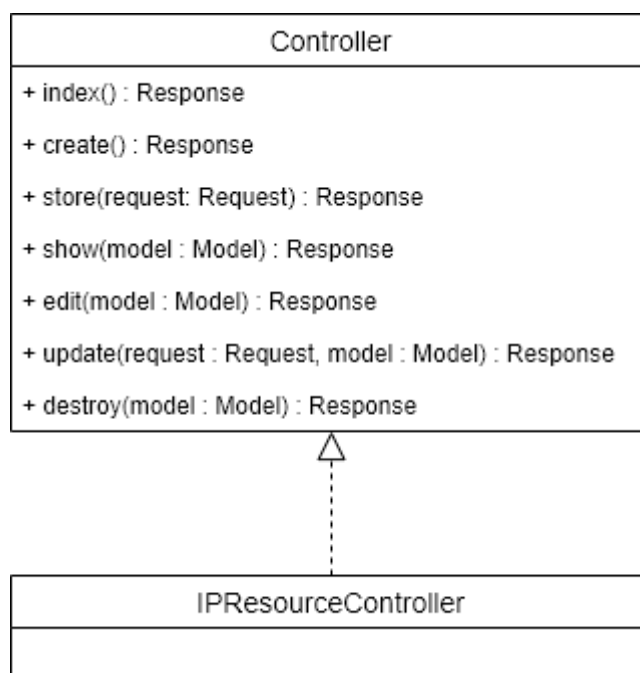 Controller
+ index() : Response
+ create() : Response
+ store(request: Request) : Response
+ show(model : Model) : Response
+ edit(model : Model) : Response
+ update(request : Request, model : Model) : Response
+ destroy(model : Model) : Response
IPResourceController